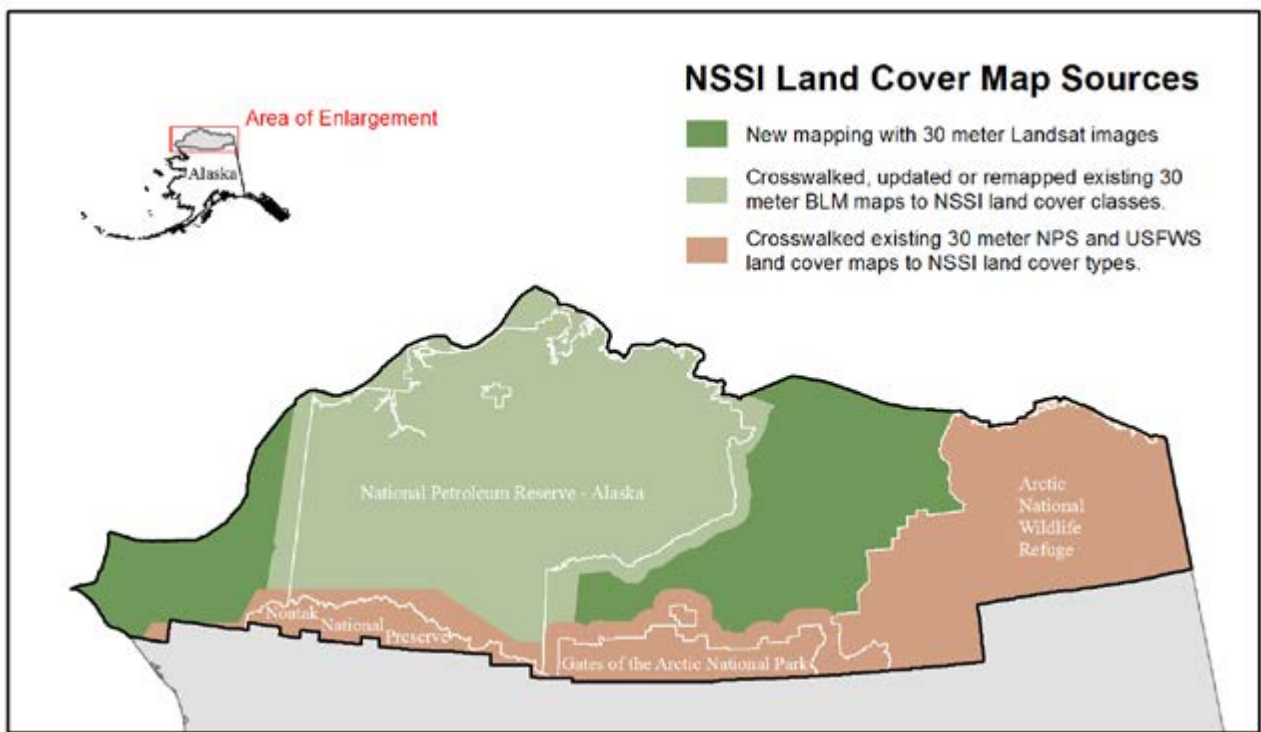 NSSI Land Cover Map Sources
Area of Enlargement
Alaska
New mapping with 30 meter Landsat images
Crosswalked, updated or remapped existing 30
meter BLM maps to NSSI land cover classes.
Crosswalked existing 30 meter NPS and USFWS
land cover maps to NSSI land cover types.
National Petroleum Reserve - Alaska
Arctic
National
Wildlife
Refuge
Noatak
National
Preserve
Gates of the Arctic National Park